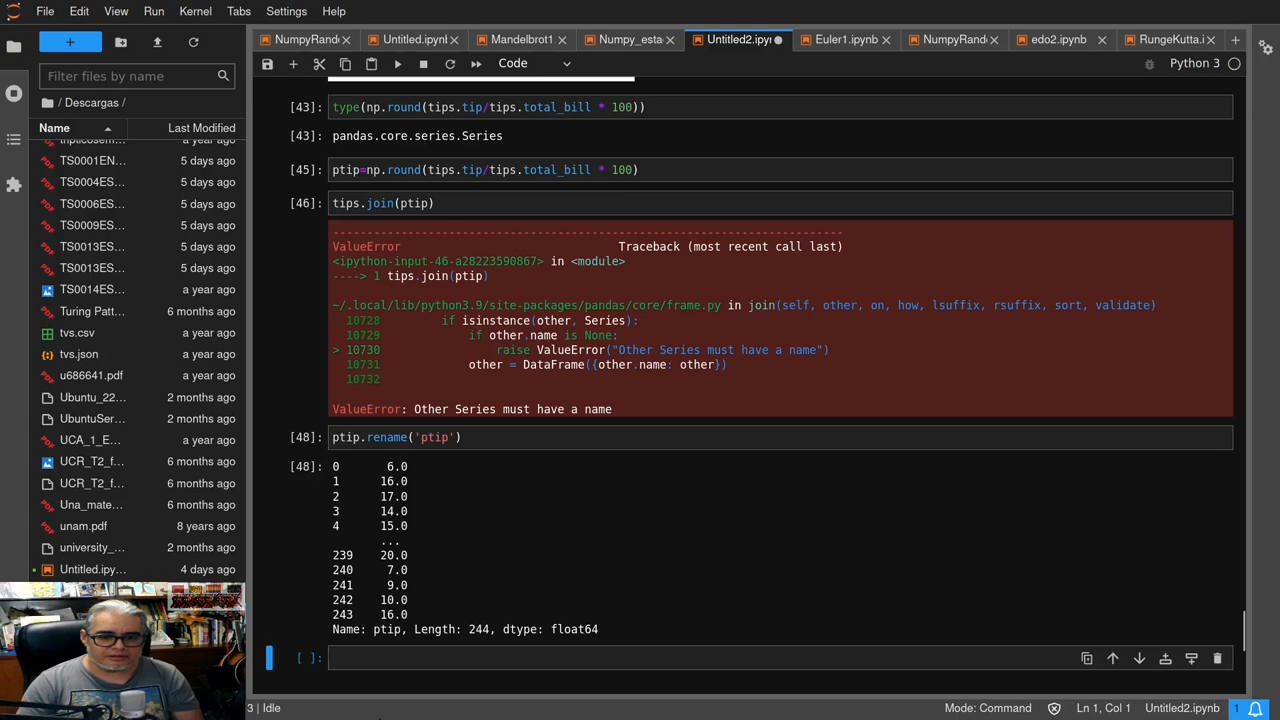 File Edit View Run Kernel Tabs Settings Help
NumpyRand
Untitled.ipynb
Mandelbrot1
Numpy_esta
Untitled2.ipyn
Euler1.ipynb
NumpyRand
edo2.ipynb
RungeKutta.i
Filter files by name
Code
Python 3
/ Descargas /
Name Last Modified
a year ago
TS0001EN... 5 days ago
TS0004ES... 5 days ago
TS0006ES... 5 days ago
TS0009ES... 5 days ago
TS0013ES... 5 days ago
TS0013ES... 5 days ago
TS0014ES... 5 days ago
Turing Patt... 6 months ago
tvs.csv a year ago
tvs.json a year ago
u686641.pdf a year ago
Ubuntu_22... 2 months ago
UbuntuSer... 2 months ago
UCA_1_E... a year ago
UCR_T2_f... 6 months ago
UCR_T2_f... 6 months ago
Una_mate... 6 months ago
unam.pdf 8 years ago
university_... 2 months ago
Untitled.ipy... 4 days ago
[43]: type(np.round(tips.tip/tips.total_bill * 100))
[43]: pandas.core.series.Series
[45]: ptip=np.round(tips.tip/tips.total_bill * 100)
[46]: tips.join(ptip)
---------------------------------------------------------------------------
ValueError Traceback (most recent call last)
<ipython-input-46-a28223590867> in <module>
----> 1 tips.join(ptip)
~/.local/lib/python3.9/site-packages/pandas/core/frame.py in join(self, other, on, how, lsuffix, rsuffix, sort, validate)
10728 if isinstance(other, Series):
10729 if other.name is None:
> 10730 raise ValueError("Other Series must have a name")
10731 other = DataFrame({other.name: other})
10732
ValueError: Other Series must have a name
[48]: ptip.rename('ptip')
[48]: 0 6.0
1 16.0
2 17.0
3 14.0
4 15.0
...
239 20.0
240 7.0
241 9.0
242 10.0
243 16.0
Name: ptip, Length: 244, dtype: float64
[ ]:
3 | Idle
Mode: Command
Ln 1, Col 1
Untitled2.ipynb
1